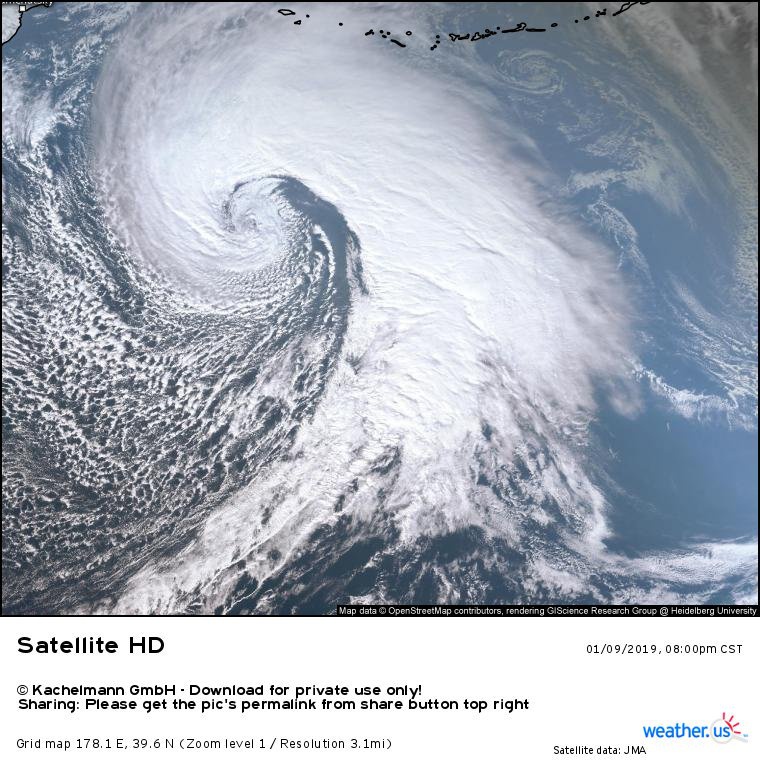 Map data © OpenStreetMap contributors, rendering GIScience Research Group @ Heidelberg University
Satellite HD
01/09/2019, 08:00pm CST
© Kachelmann GmbH - Download for private use only!
Sharing: Please get the pic's permalink from share button top right
Grid map 178.1 E, 39.6 N (Zoom level 1 / Resolution 3.1mi)
weather.us
Satellite data: JMA